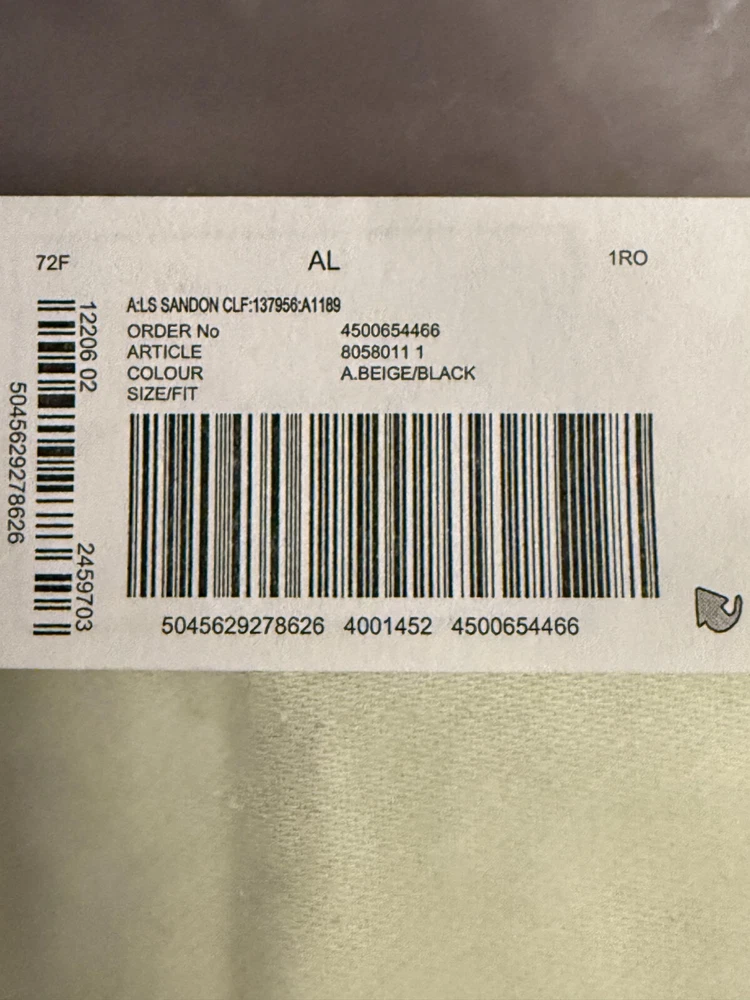 72F AL 1RO
A:LS SANDON CLF:137956:A1189
ORDER No 4500654466
ARTICLE 8058011 1
COLOUR A.BEIGE/BLACK
SIZE/FIT
5045629278626 4001452 4500654466
12206 02 2459703
5045629278626